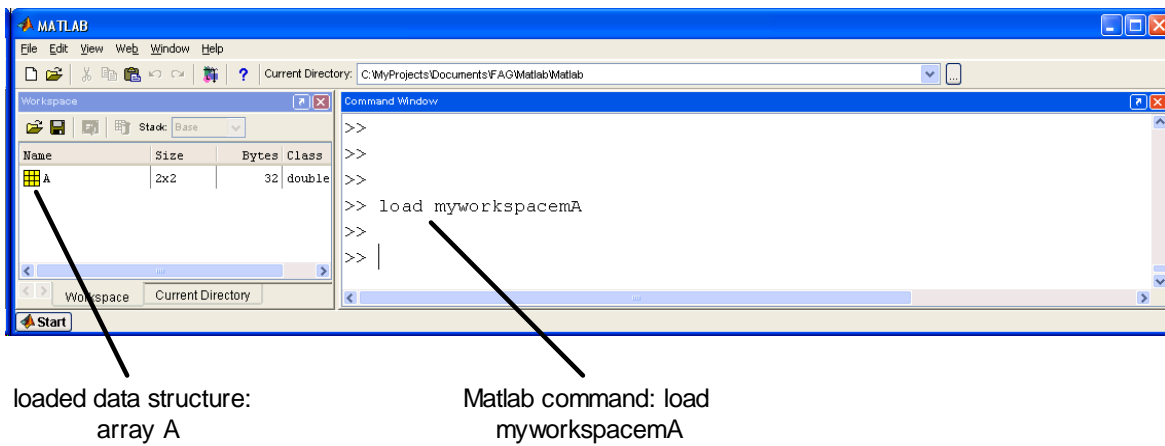 MATLAB
File Edit View Web Window Help
? Current Directory: C:\MyProjects\Documents\FAG\Matlab\Matlab ...
Workspace
Stack: Base
Name Size Bytes Class
A 2x2 32 double
Workspace Current Directory
Command Window
>>
>>
>>
>> load myworkspacemA
>>
>>
Start
loaded data structure:
array A
Matlab command: load
myworkspacemA